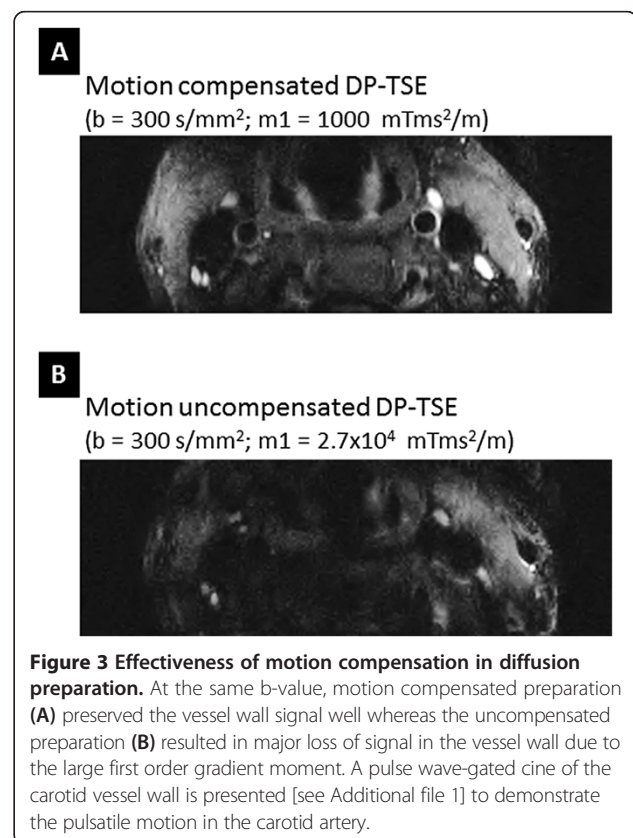 A
Motion compensated DP-TSE
(b = 300 s/mm²; m1 = 1000 mTms²/m)
B
Motion uncompensated DP-TSE
(b = 300 s/mm²; m1 = 2.7x10⁴ mTms²/m)
Figure 3 Effectiveness of motion compensation in diffusion
preparation. At the same b-value, motion compensated preparation
(A) preserved the vessel wall signal well whereas the uncompensated
preparation (B) resulted in major loss of signal in the vessel wall due to
the large first order gradient moment. A pulse wave-gated cine of the
carotid vessel wall is presented [see Additional file 1] to demonstrate
the pulsatile motion in the carotid artery.